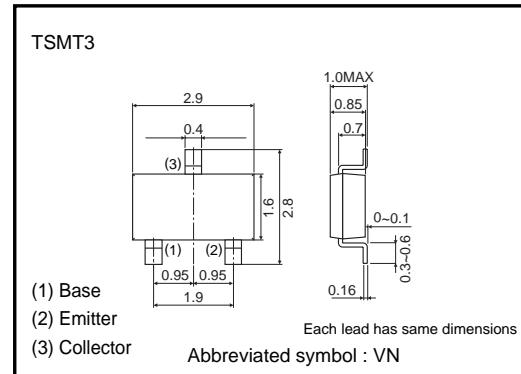 TSMT3
1.0MAX
2.9
0.85
0.4
0.7
(3)
1.6
2.8
0~0.1
(1)
(2)
0.3~0.6
0.95
0.95
(1) Base
1.9
0.16
(2) Emitter
Each lead has same dimensions
(3) Collector
Abbreviated symbol : VN